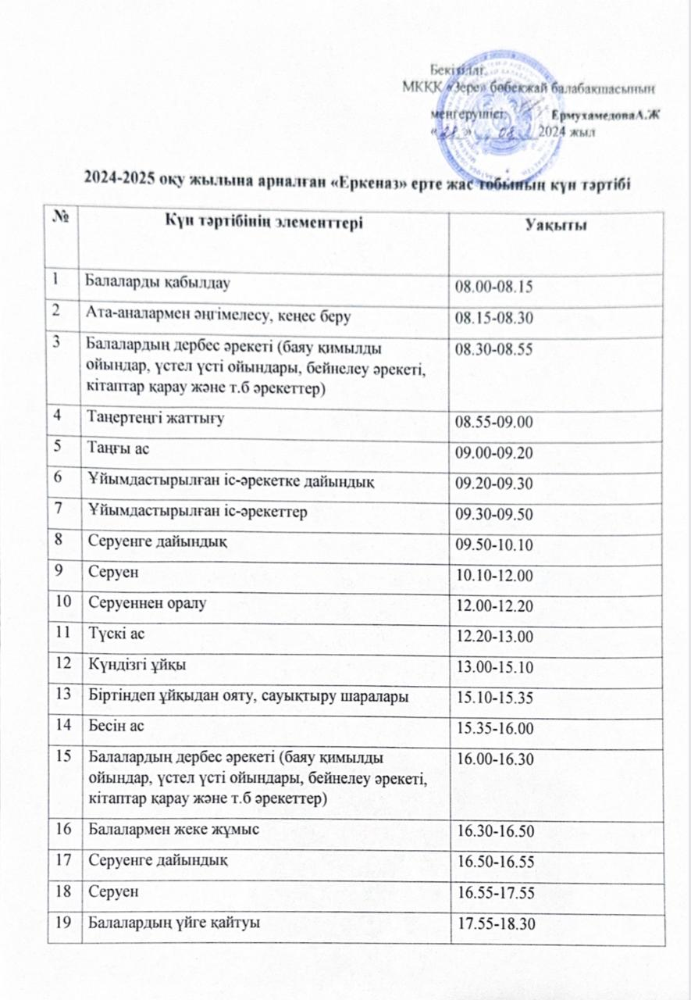 Бекітілді:
МКҚК «Зере» бөбекжай балабақшасының
меңгерушісі: ЕрмухамедоваА.Ж
«28» 08 2024 жыл
2024-2025 оқу жылына арналған «Еркеназ» ерте жас тобының күн тәртібі
№ Күн тәртібінің элементтері Уақыты
1 Балаларды қабылдау 08.00-08.15
2 Ата-аналармен әңгімелесу, кеңес беру 08.15-08.30
3 Балалардың дербес әрекеті (баяу қимылды 08.30-08.55
ойындар, үстел үсті ойындары, бейнелеу әрекеті,
кітаптар қарау және т.б әрекеттер)
4 Таңертеңгі жаттығу 08.55-09.00
5 Таңғы ас 09.00-09.20
6 Ұйымдастырылған іс-әрекетке дайындық 09.20-09.30
7 Ұйымдастырылған іс-әрекеттер 09.30-09.50
8 Серуенге дайындық 09.50-10.10
9 Серуен 10.10-12.00
10 Серуеннен оралу 12.00-12.20
11 Түскі ас 12.20-13.00
12 Күндізгі ұйқы 13.00-15.10
13 Біртіндеп ұйқыдан ояту, сауықтыру шаралары 15.10-15.35
14 Бесін ас 15.35-16.00
15 Балалардың дербес әрекеті (баяу қимылды 16.00-16.30
ойындар, үстел үсті ойындары, бейнелеу әрекеті,
кітаптар қарау және т.б әрекеттер)
16 Балалармен жеке жұмыс 16.30-16.50
17 Серуенге дайындық 16.50-16.55
18 Серуен 16.55-17.55
19 Балалардың үйге қайтуы 17.55-18.30